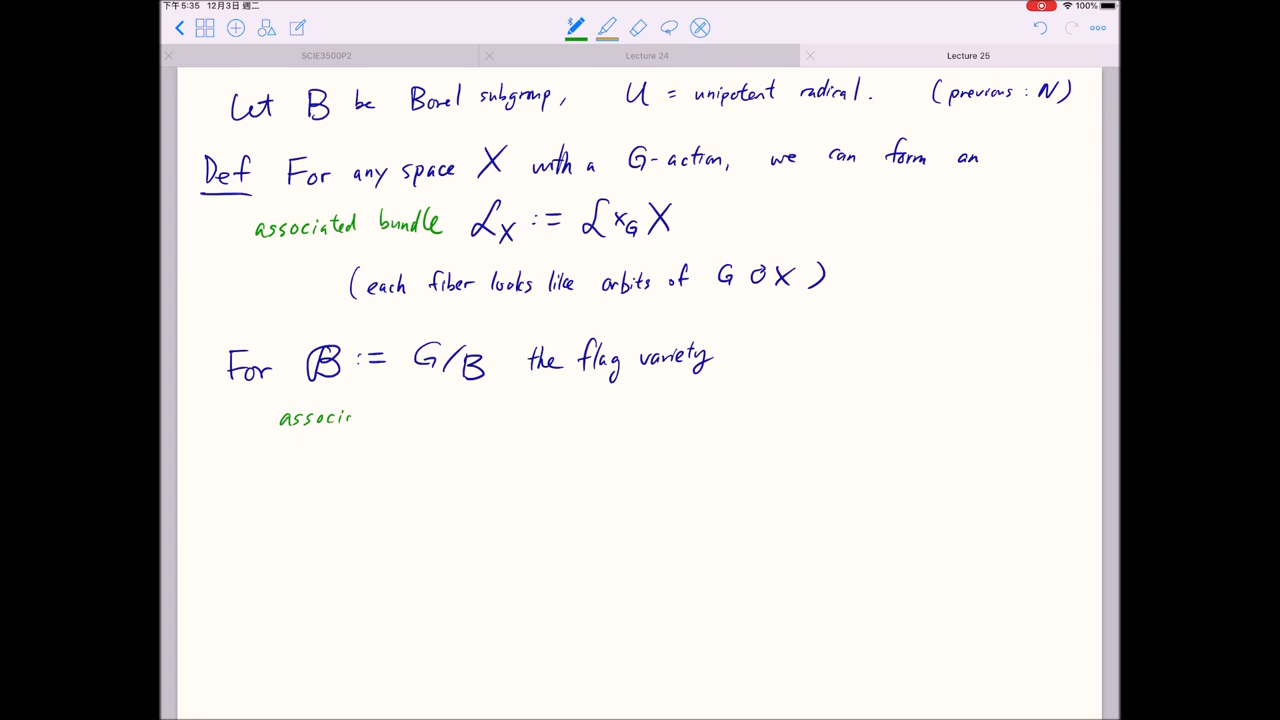 下午5:35 12月3日 週二
100%
SCIE3500P2
Lecture 24
Lecture 25
Let B be Borel subgroup, U = unipotent radical. (previous: N)
Def For any space X with a G-action, we can form an
associated bundle ℒ_X := ℒ ×_G X
(each fiber looks like orbits of G ↻ X)
For ℬ := G/B the flag variety
associ